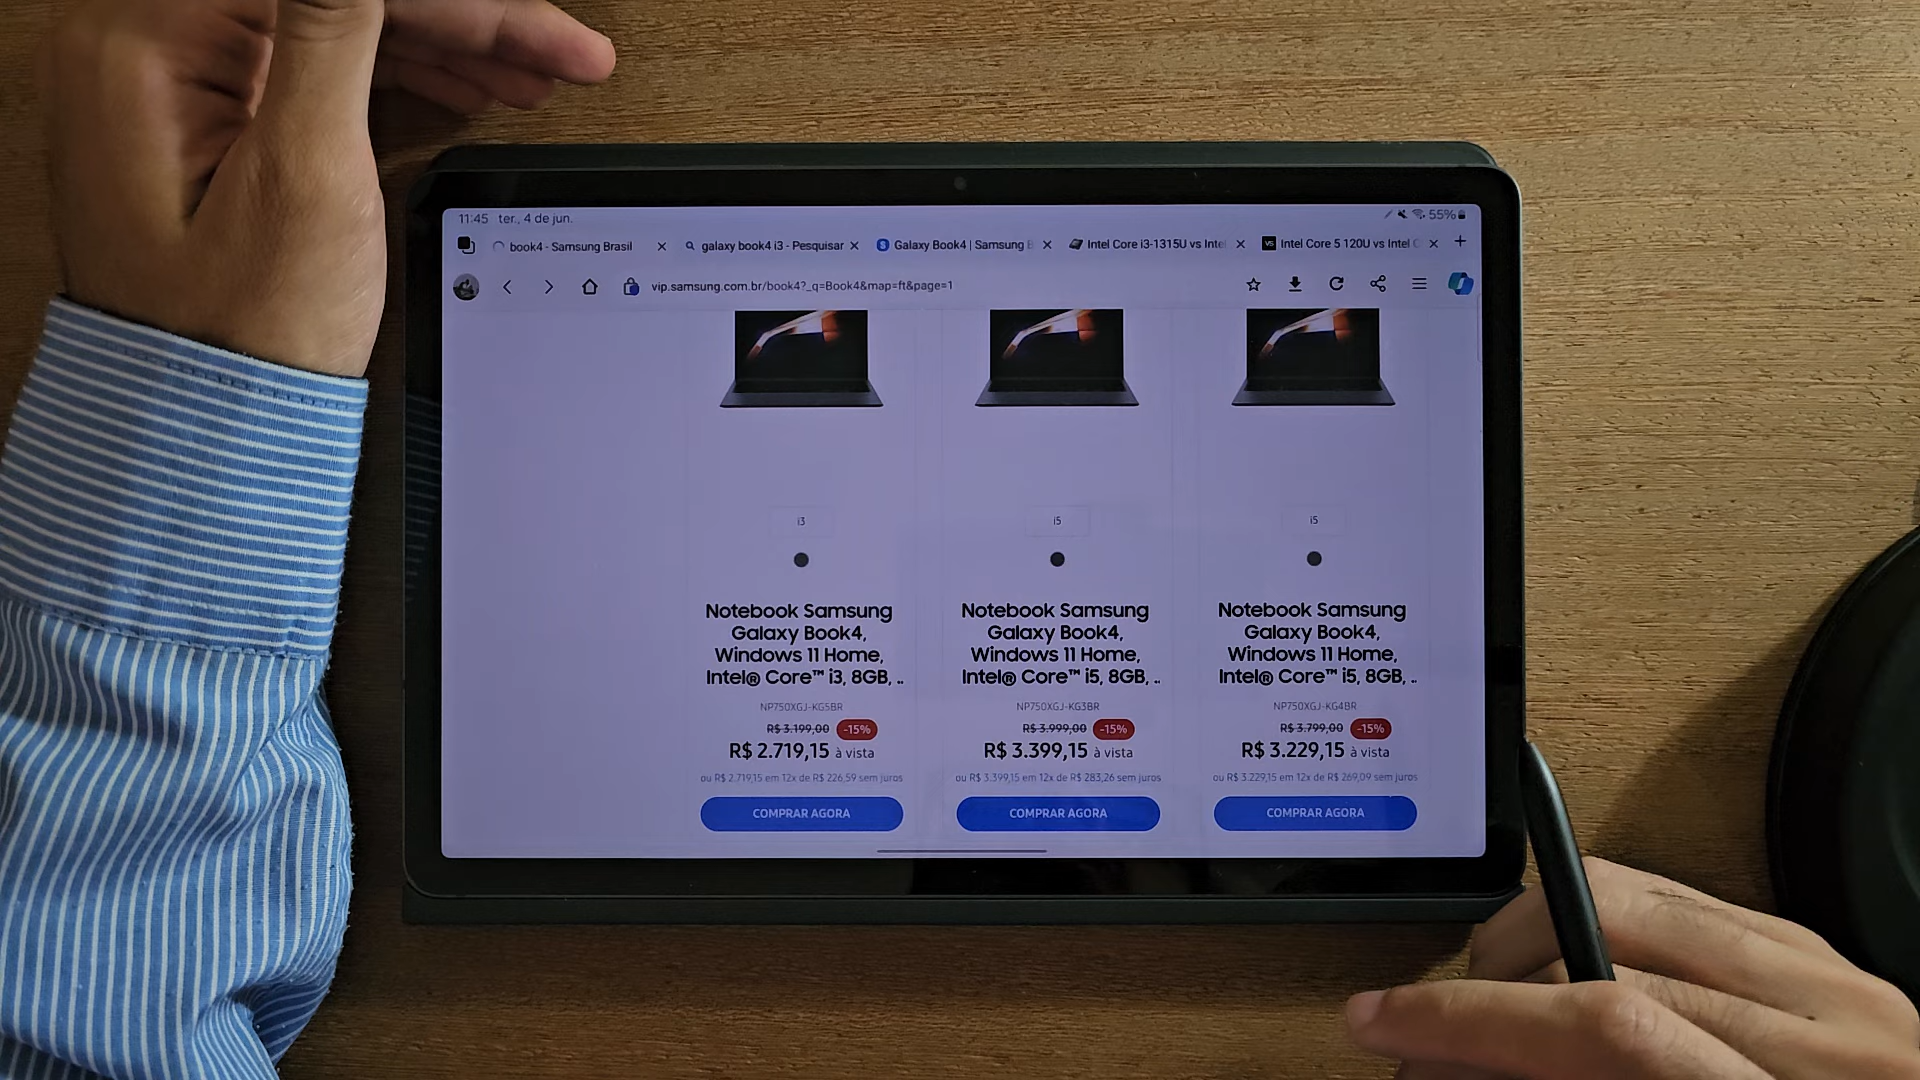 11:45 ter., 4 de jun.
55%
book4 - Samsung Brasil
galaxy book4 i3 - Pesquisar
Galaxy Book4 | Samsung B
Intel Core i3-1315U vs Inte
VS Intel Core 5 120U vs Intel C
vip.samsung.com.br/book4?_q=Book4&map=ft&page=1
i3
i5
i5
Notebook Samsung
Galaxy Book4,
Windows 11 Home,
Intel® Core™ i3, 8GB, ..
NP750XGJ-KG5BR
R$ 3.199,00 -15%
R$ 2.719,15 à vista
ou R$ 2.719,15 em 12x de R$ 226,59 sem juros
COMPRAR AGORA
Notebook Samsung
Galaxy Book4,
Windows 11 Home,
Intel® Core™ i5, 8GB, ..
NP750XGJ-KG3BR
R$ 3.999,00 -15%
R$ 3.399,15 à vista
ou R$ 3.399,15 em 12x de R$ 283,26 sem juros
COMPRAR AGORA
Notebook Samsung
Galaxy Book4,
Windows 11 Home,
Intel® Core™ i5, 8GB, ..
NP750XGJ-KG4BR
R$ 3.799,00 -15%
R$ 3.229,15 à vista
ou R$ 3.229,15 em 12x de R$ 269,09 sem juros
COMPRAR AGORA